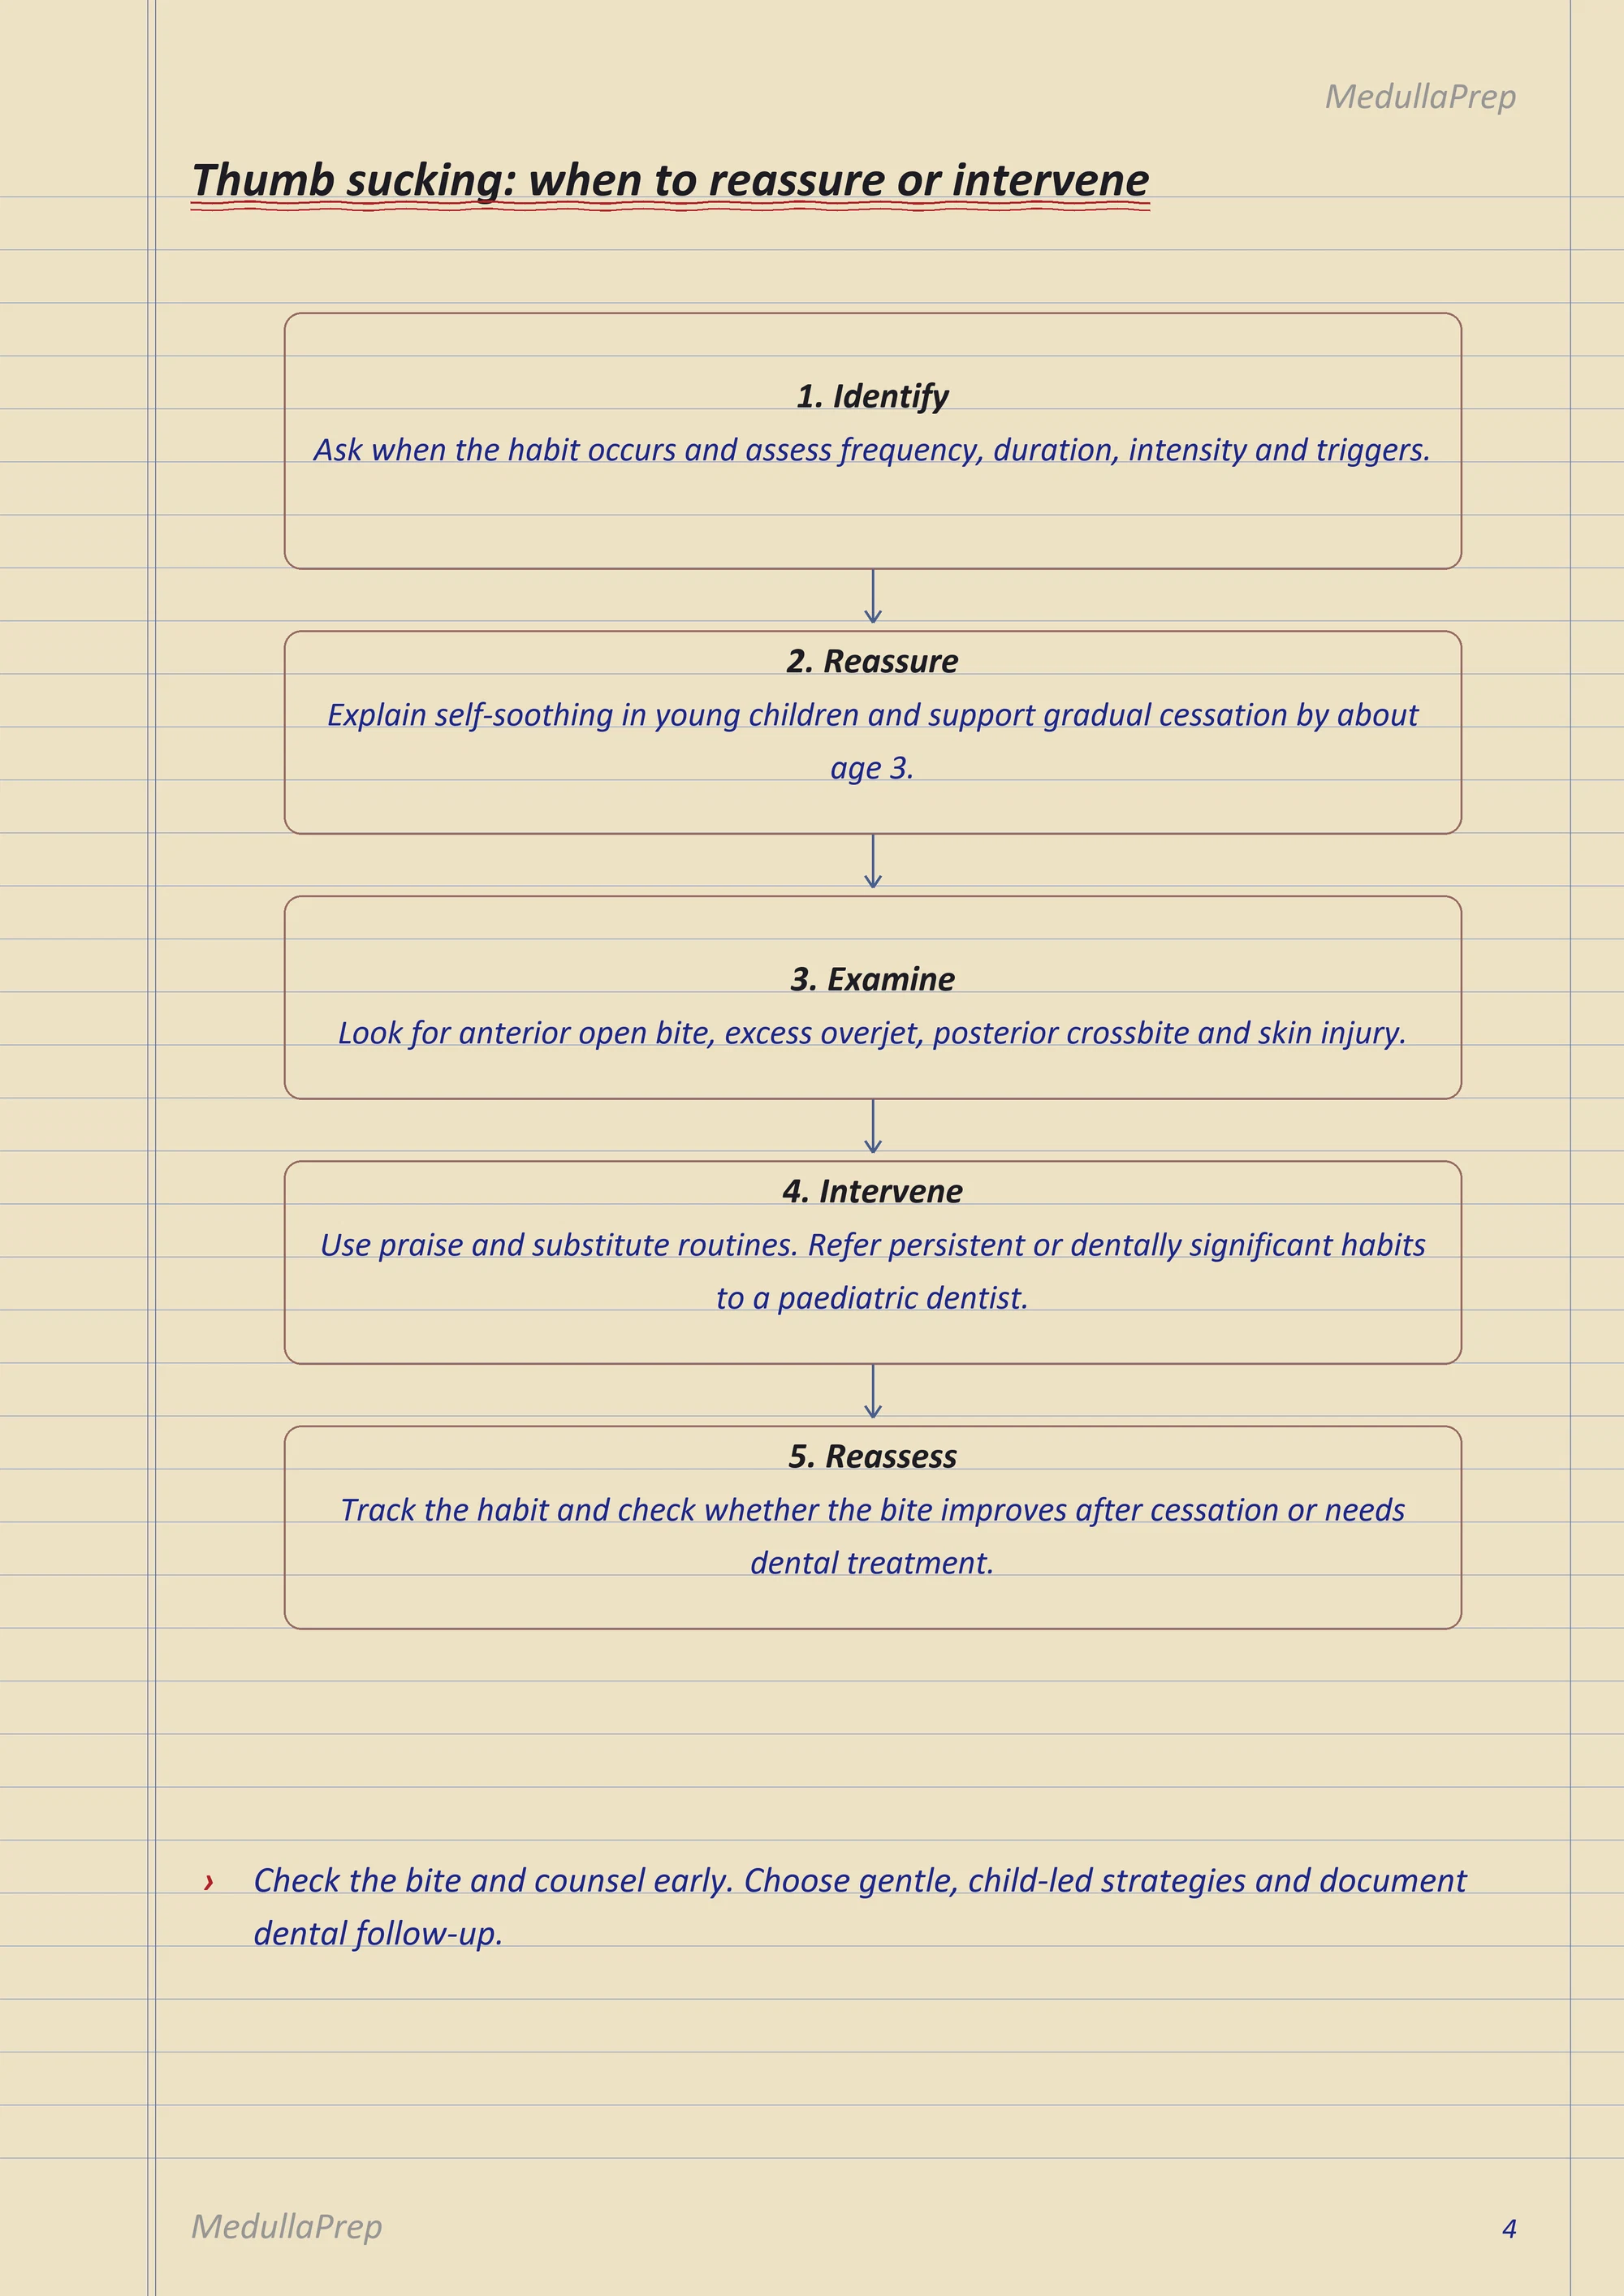 MedullaPrep
Thumb sucking: when to reassure or intervene
1. Identify
Ask when the habit occurs and assess frequency, duration, intensity and triggers.
2. Reassure
Explain self-soothing in young children and support gradual cessation by about
age 3.
3. Examine
Look for anterior open bite, excess overjet, posterior crossbite and skin injury.
4. Intervene
Use praise and substitute routines. Refer persistent or dentally significant habits
to a paediatric dentist.
5. Reassess
Track the habit and check whether the bite improves after cessation or needs
dental treatment.
› Check the bite and counsel early. Choose gentle, child-led strategies and document
dental follow-up.
MedullaPrep
4